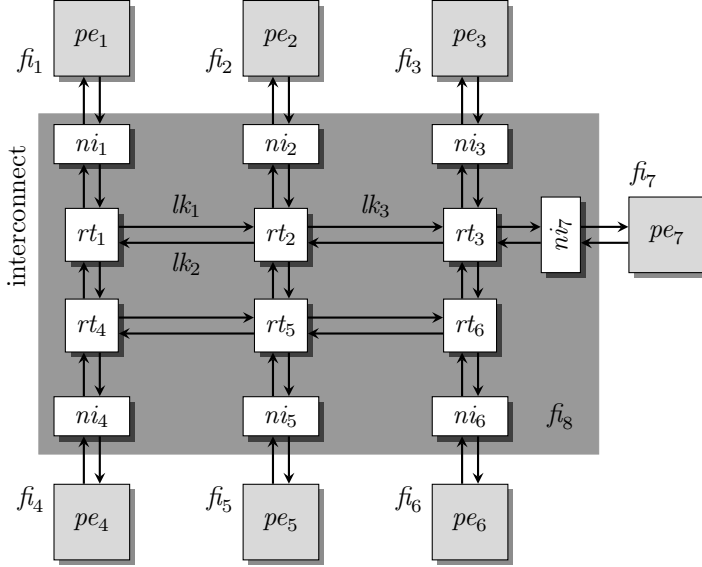 pe₁ pe₂ pe₃
fi₁ fi₂ fi₃
ni₁ ni₂ ni₃
interconnect
lk₁ lk₃
fi₇
rt₁ rt₂ rt₃ ni₇ pe₇
lk₂
rt₄ rt₅ rt₆
ni₄ ni₅ ni₆ fi₈
fi₄ fi₅ fi₆
pe₄ pe₅ pe₆